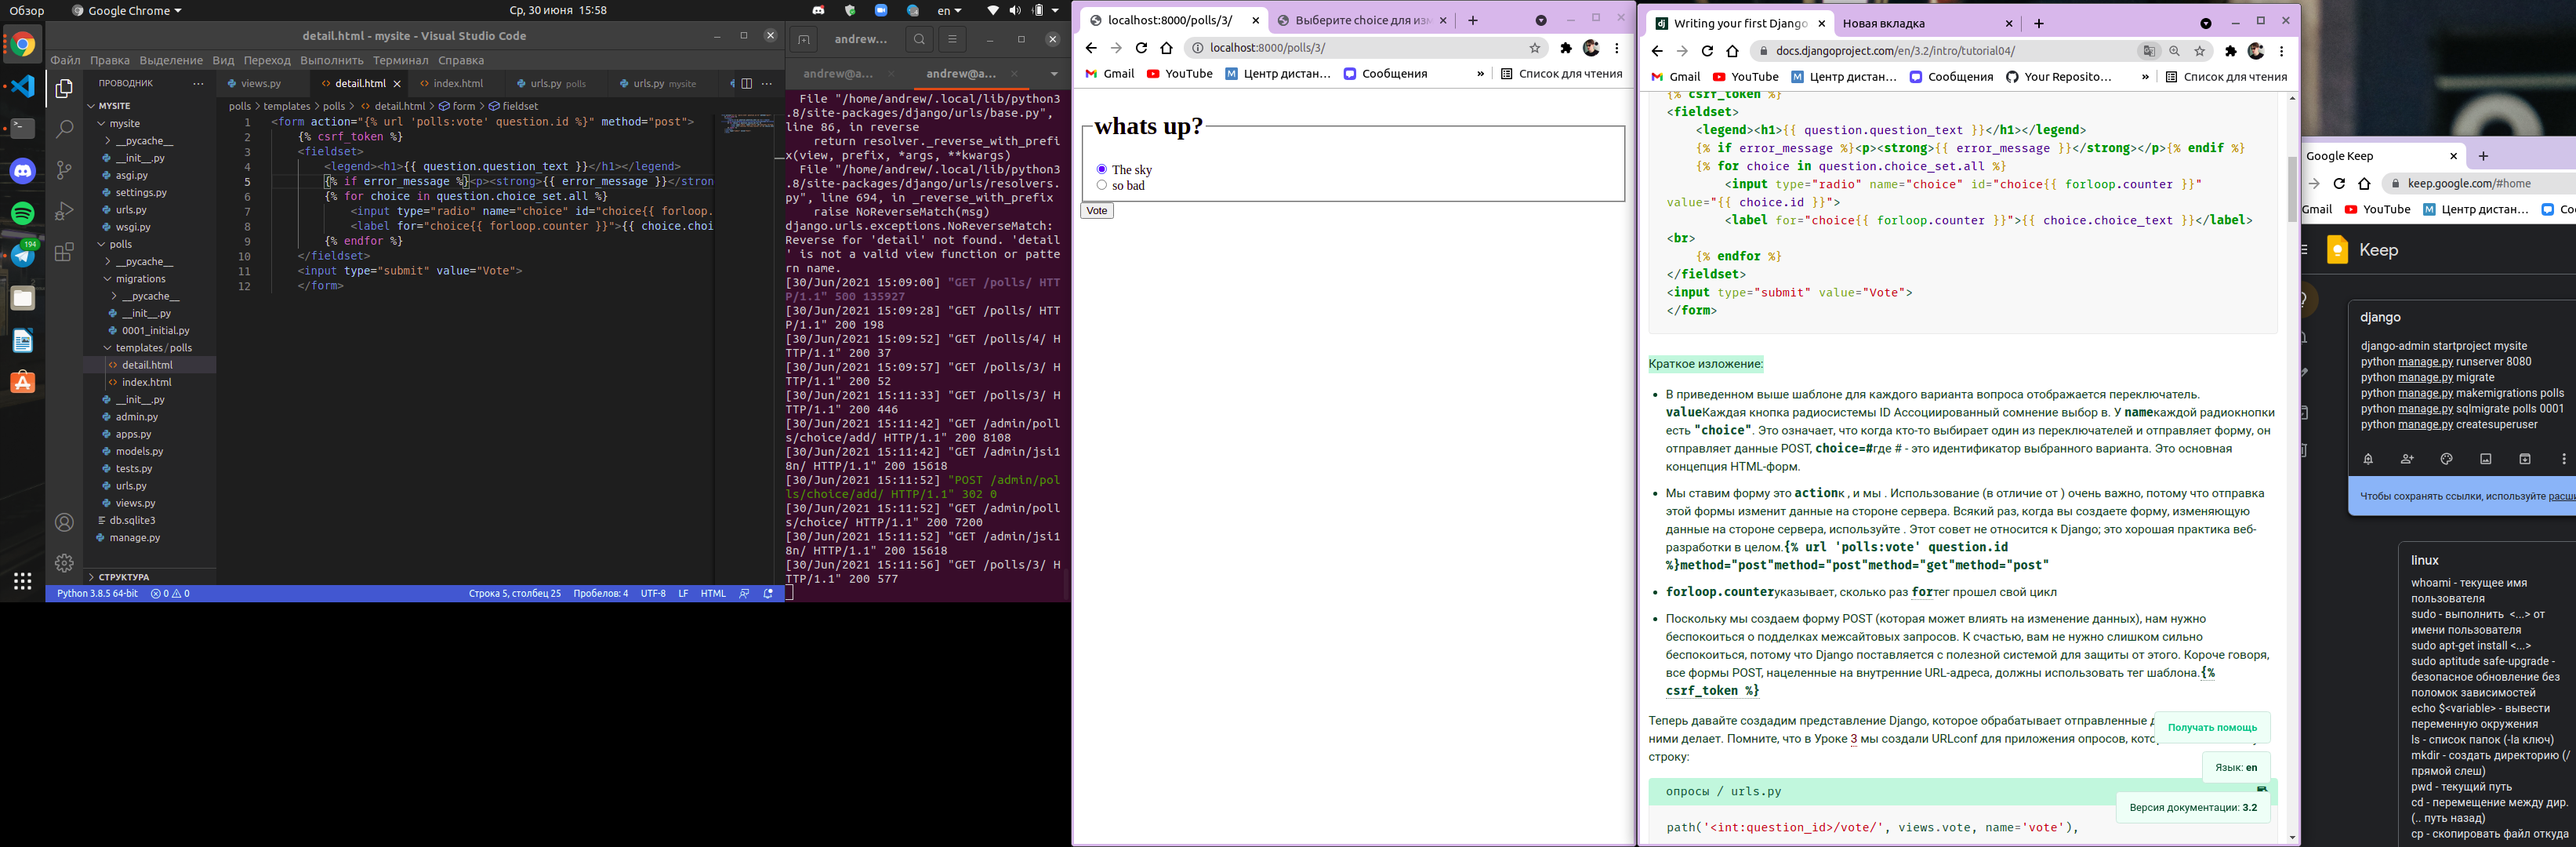 Обзор
Google Chrome
Ср, 30 июня 15:58
en
detail.html - mysite - Visual Studio Code
Файл Правка Выделение Вид Переход Выполнить Терминал Справка
ПРОВОДНИК
MYSITE
mysite
__pycache__
__init__.py
asgi.py
settings.py
urls.py
wsgi.py
polls
__pycache__
migrations
__pycache__
__init__.py
0001_initial.py
templates / polls
detail.html
index.html
__init__.py
admin.py
apps.py
models.py
tests.py
urls.py
views.py
db.sqlite3
manage.py
СТРУКТУРА
194
views.py detail.html index.html urls.py polls urls.py mysite
polls > templates > polls > detail.html > form > fieldset
1 <form action="{% url 'polls:vote' question.id %}" method="post">
2 {% csrf_token %}
3 <fieldset>
4 <legend><h1>{{ question.question_text }}</h1></legend>
5 {% if error_message %}<p><strong>{{ error_message }}</stron
6 {% for choice in question.choice_set.all %}
7 <input type="radio" name="choice" id="choice{{ forloop.
8 <label for="choice{{ forloop.counter }}">{{ choice.choi
9 {% endfor %}
10 </fieldset>
11 <input type="submit" value="Vote">
12 </form>
Python 3.8.5 64-bit 0 0 Строка 5, столбец 25 Пробелов: 4 UTF-8 LF HTML
andrew...
andrew@a... andrew@a...
File "/home/andrew/.local/lib/python3
.8/site-packages/django/urls/base.py",
line 86, in reverse
return resolver._reverse_with_prefi
x(view, prefix, *args, **kwargs)
File "/home/andrew/.local/lib/python3
.8/site-packages/django/urls/resolvers.
py", line 694, in _reverse_with_prefix
raise NoReverseMatch(msg)
django.urls.exceptions.NoReverseMatch:
Reverse for 'detail' not found. 'detail
' is not a valid view function or patte
rn name.
[30/Jun/2021 15:09:00] "GET /polls/ HTT
P/1.1" 500 135927
[30/Jun/2021 15:09:28] "GET /polls/ HTT
P/1.1" 200 198
[30/Jun/2021 15:09:52] "GET /polls/4/ H
TTP/1.1" 200 37
[30/Jun/2021 15:09:57] "GET /polls/3/ H
TTP/1.1" 200 52
[30/Jun/2021 15:11:33] "GET /polls/3/ H
TTP/1.1" 200 446
[30/Jun/2021 15:11:42] "GET /admin/poll
s/choice/add/ HTTP/1.1" 200 8108
[30/Jun/2021 15:11:42] "GET /admin/jsi1
8n/ HTTP/1.1" 200 15618
[30/Jun/2021 15:11:52] "POST /admin/pol
ls/choice/add/ HTTP/1.1" 302 0
[30/Jun/2021 15:11:52] "GET /admin/poll
s/choice/ HTTP/1.1" 200 7200
[30/Jun/2021 15:11:52] "GET /admin/jsi1
8n/ HTTP/1.1" 200 15618
[30/Jun/2021 15:11:56] "GET /polls/3/ H
TTP/1.1" 200 577
localhost:8000/polls/3/ Выберите choice для изм
localhost:8000/polls/3/
Gmail YouTube Центр дистан... Сообщения » Список для чтения
whats up?
The sky
so bad
Vote
Writing your first Django Новая вкладка
docs.djangoproject.com/en/3.2/intro/tutorial04/
Gmail YouTube Центр дистан... Сообщения Your Reposito... » Список для чтения
{% csrf_token %}
<fieldset>
<legend><h1>{{ question.question_text }}</h1></legend>
{% if error_message %}<p><strong>{{ error_message }}</strong></p>{% endif %}
{% for choice in question.choice_set.all %}
<input type="radio" name="choice" id="choice{{ forloop.counter }}"
value="{{ choice.id }}">
<label for="choice{{ forloop.counter }}">{{ choice.choice_text }}</label>
<br>
{% endfor %}
</fieldset>
<input type="submit" value="Vote">
</form>
Краткое изложение:
• В приведенном выше шаблоне для каждого варианта вопроса отображается переключатель.
valueКаждая кнопка радиосистемы ID Ассоциированный сомнение выбор в. У nameкаждой радиокнопки
есть "choice". Это означает, что когда кто-то выбирает один из переключателей и отправляет форму, он
отправляет данные POST, choice=#где # - это идентификатор выбранного варианта. Это основная
концепция HTML-форм.
• Мы ставим форму это actionк , и мы . Использование (в отличие от ) очень важно, потому что отправка
этой формы изменит данные на стороне сервера. Всякий раз, когда вы создаете форму, изменяющую
данные на стороне сервера, используйте . Этот совет не относится к Django; это хорошая практика веб-
разработки в целом.{% url 'polls:vote' question.id
%}method="post"method="post"method="get"method="post"
• forloop.counterуказывает, сколько раз forтег прошел свой цикл
• Поскольку мы создаем форму POST (которая может влиять на изменение данных), нам нужно
беспокоиться о подделках межсайтовых запросов. К счастью, вам не нужно слишком сильно
беспокоиться, потому что Django поставляется с полезной системой для защиты от этого. Короче говоря,
все формы POST, нацеленные на внутренние URL-адреса, должны использовать тег шаблона.{%
csrf_token %}
Теперь давайте создадим представление Django, которое обрабатывает отправленные
ними делает. Помните, что в Уроке 3 мы создали URLconf для приложения опросов,
строку:
Получать помощь
Язык: en
опросы / urls.py
Версия документации: 3.2
path('<int:question_id>/vote/', views.vote, name='vote'),
Google Keep
keep.google.com/#home
Gmail YouTube Центр дистан... Соо
Keep
django
django-admin startproject mysite
python manage.py runserver 8080
python manage.py migrate
python manage.py makemigrations polls
python manage.py sqlmigrate polls 0001
python manage.py createsuperuser
Чтобы сохранять ссылки, используйте расши
linux
whoami - текущее имя
пользователя
sudo - выполнить <...> от
имени пользователя
sudo apt-get install <...>
sudo aptitude safe-upgrade -
безопасное обновление без
поломок зависимостей
echo $<variable> - вывести
переменную окружения
ls - список папок (-la ключ)
mkdir - создать директорию (/
прямой слеш)
pwd - текущий путь
cd - перемещение между дир.
(.. путь назад)
cp - скопировать файл откуда